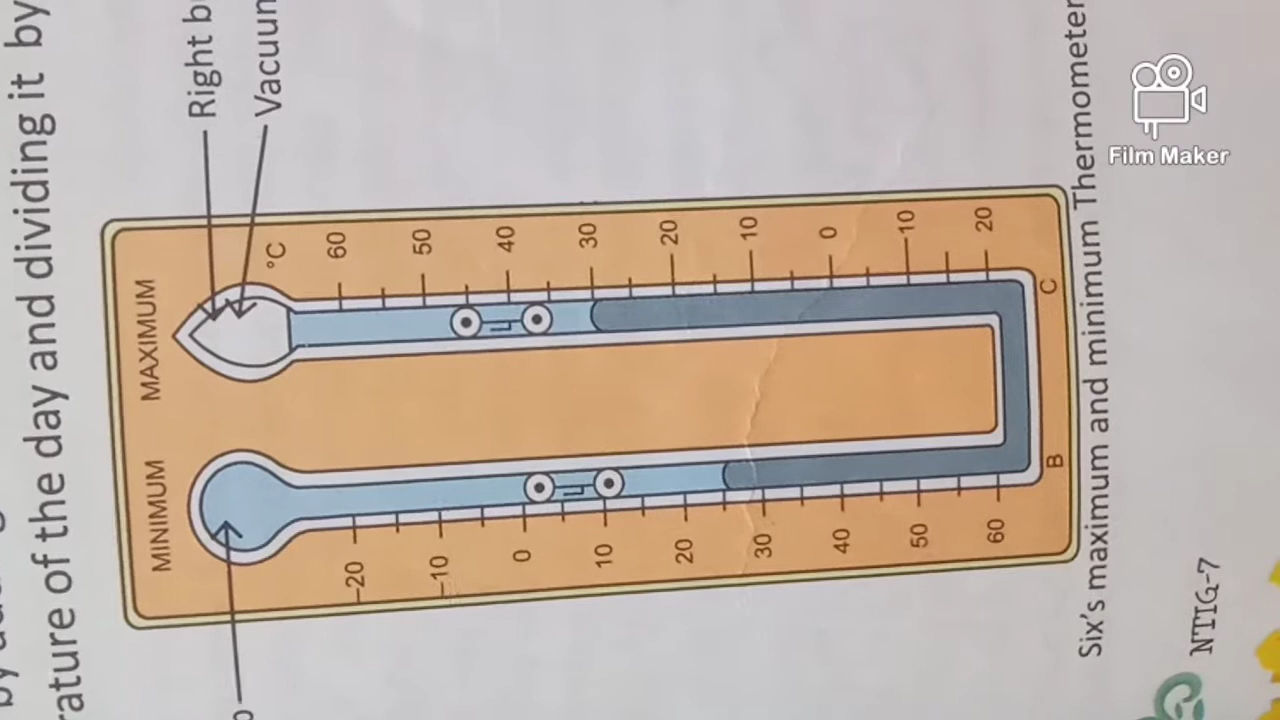 rature of the day and dividing it by
Right
MINIMUM
MAXIMUM
°C
-20
60
-10
50
0
40
10
30
20
20
30
10
40
0
50
-10
60
20
B
C
Six's maximum and minimum Thermometer
NTIG-7
Film Maker